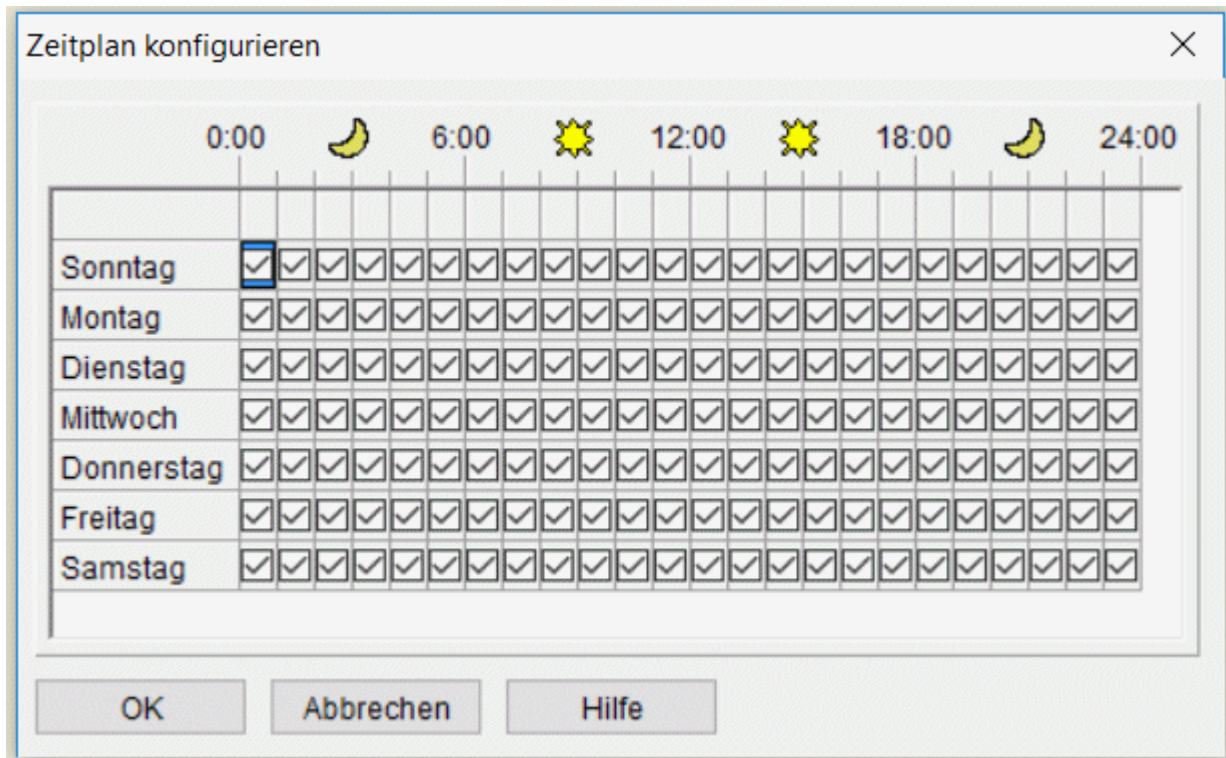 Zeitplan konfigurieren
0:00 6:00 12:00 18:00 24:00
Sonntag
Montag
Dienstag
Mittwoch
Donnerstag
Freitag
Samstag
OK Abbrechen Hilfe